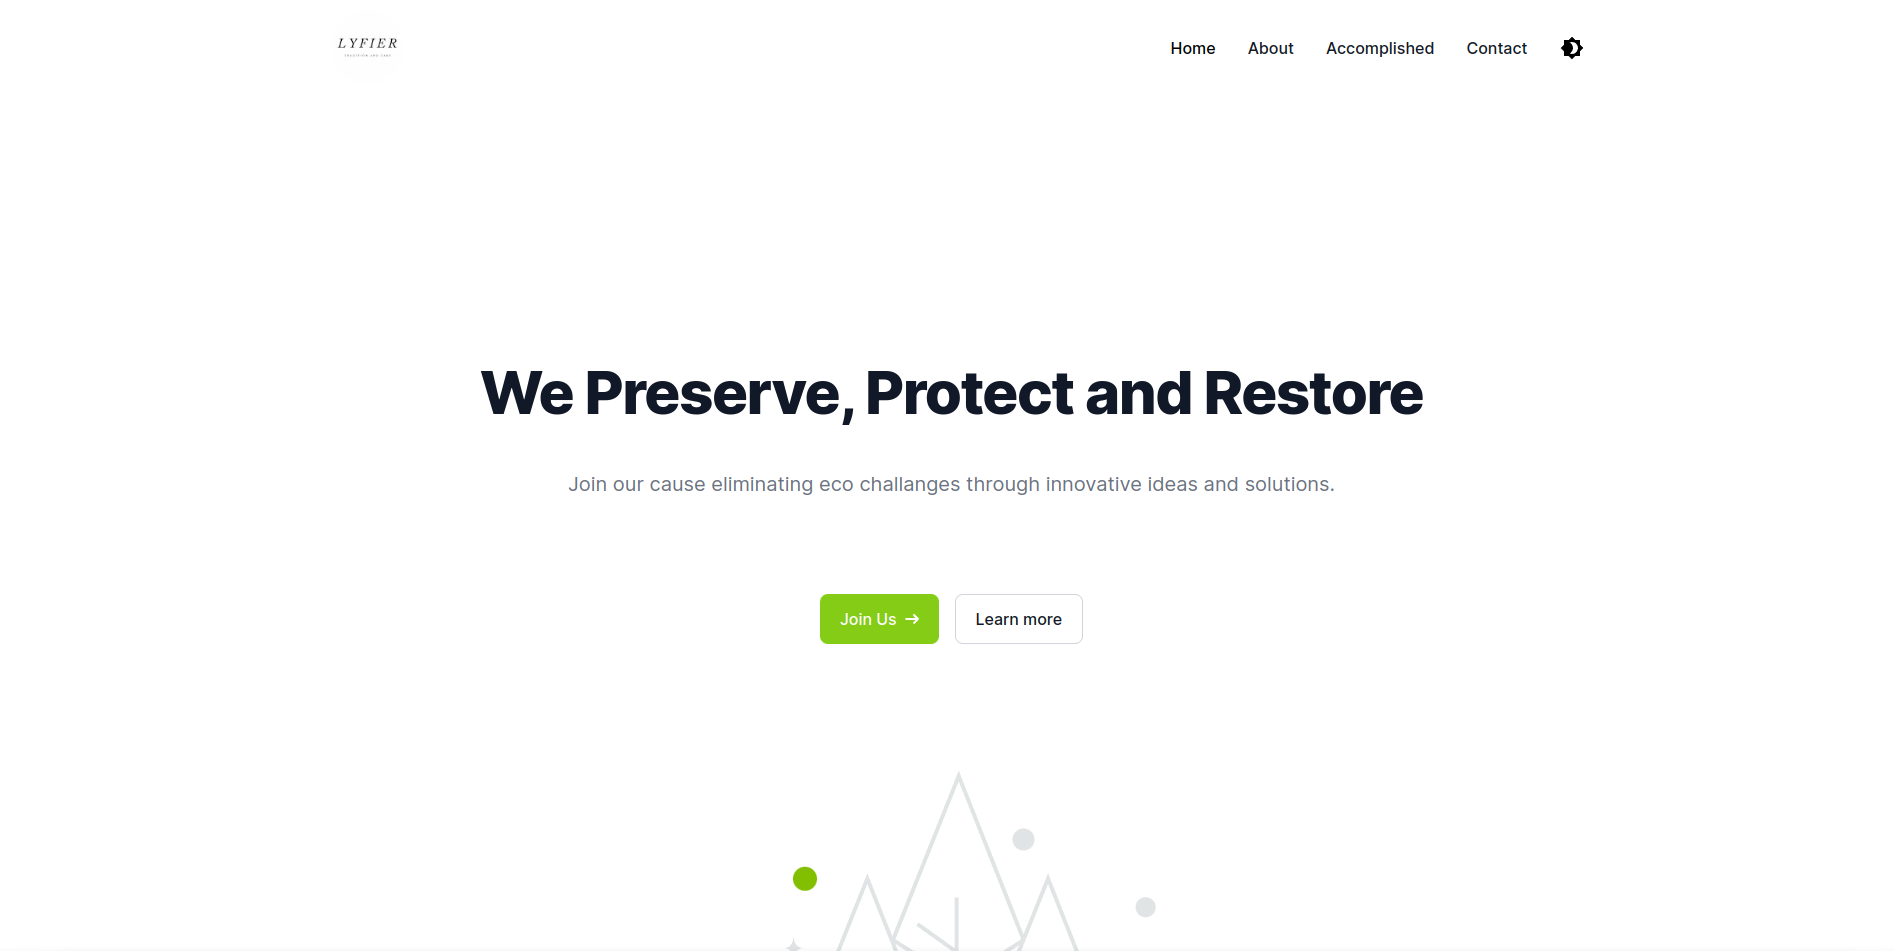 LYFIER
Home About Accomplished Contact
We Preserve, Protect and Restore
Join our cause eliminating eco challanges through innovative ideas and solutions.
Join Us → Learn more